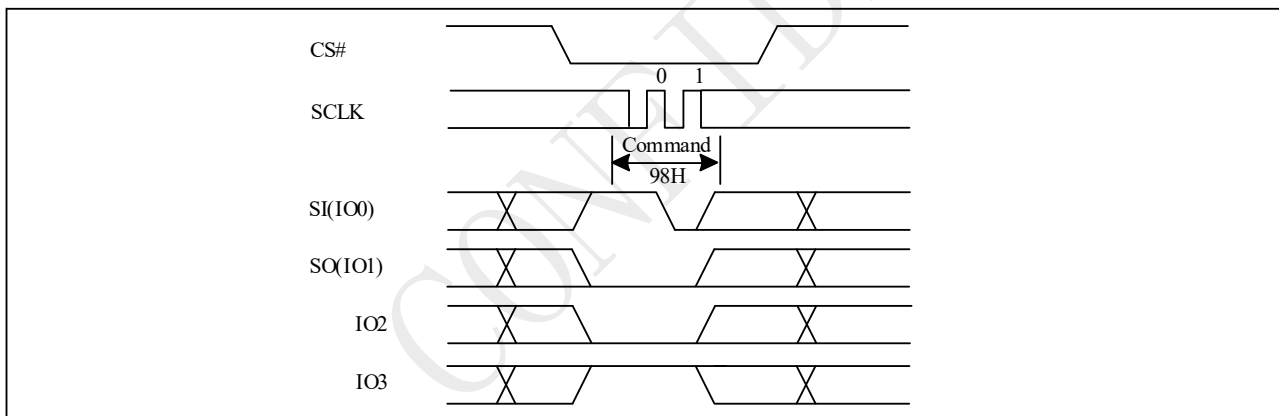 CS#
0 1
SCLK
Command
98H
SI(IO0)
SO(IO1)
IO2
IO3